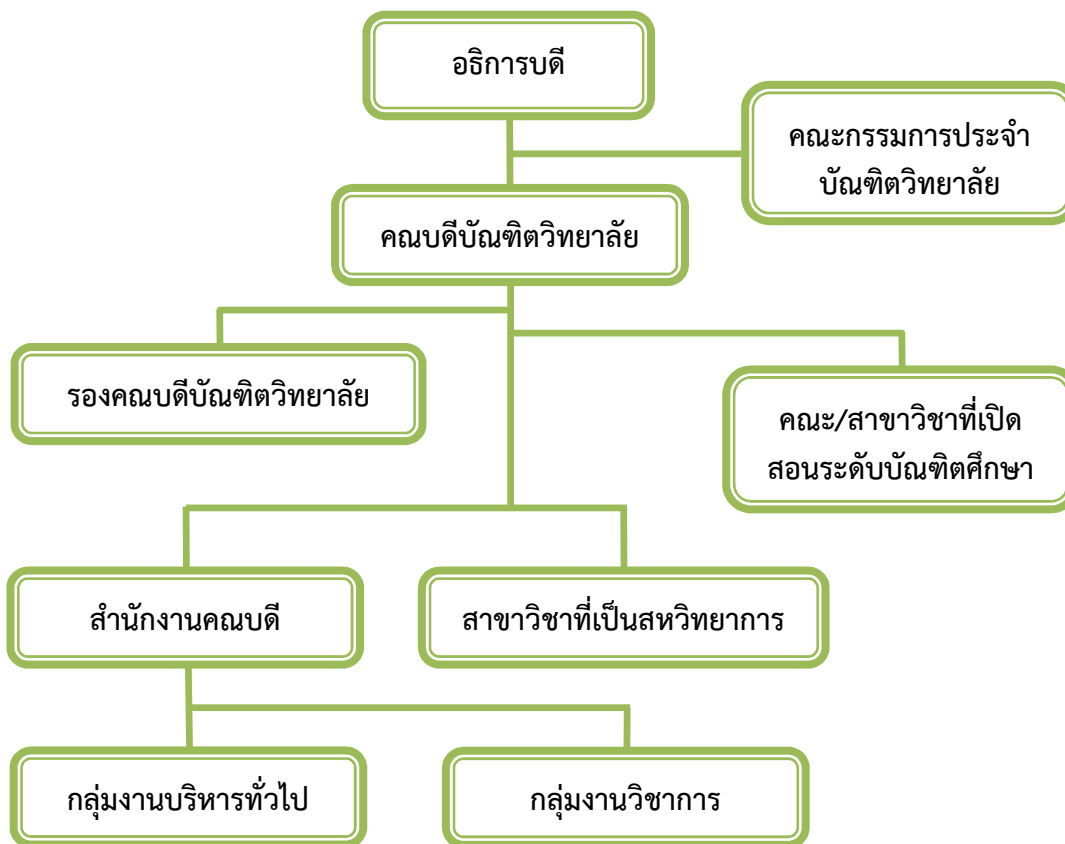 อธิการบดี
คณะกรรมการประจำ
บัณฑิตวิทยาลัย
คณบดีบัณฑิตวิทยาลัย
รองคณบดีบัณฑิตวิทยาลัย
คณะ/สาขาวิชาที่เปิด
สอนระดับบัณฑิตศึกษา
สำนักงานคณบดี
สาขาวิชาที่เป็นสหวิทยาการ
กลุ่มงานบริหารทั่วไป
กลุ่มงานวิชาการ